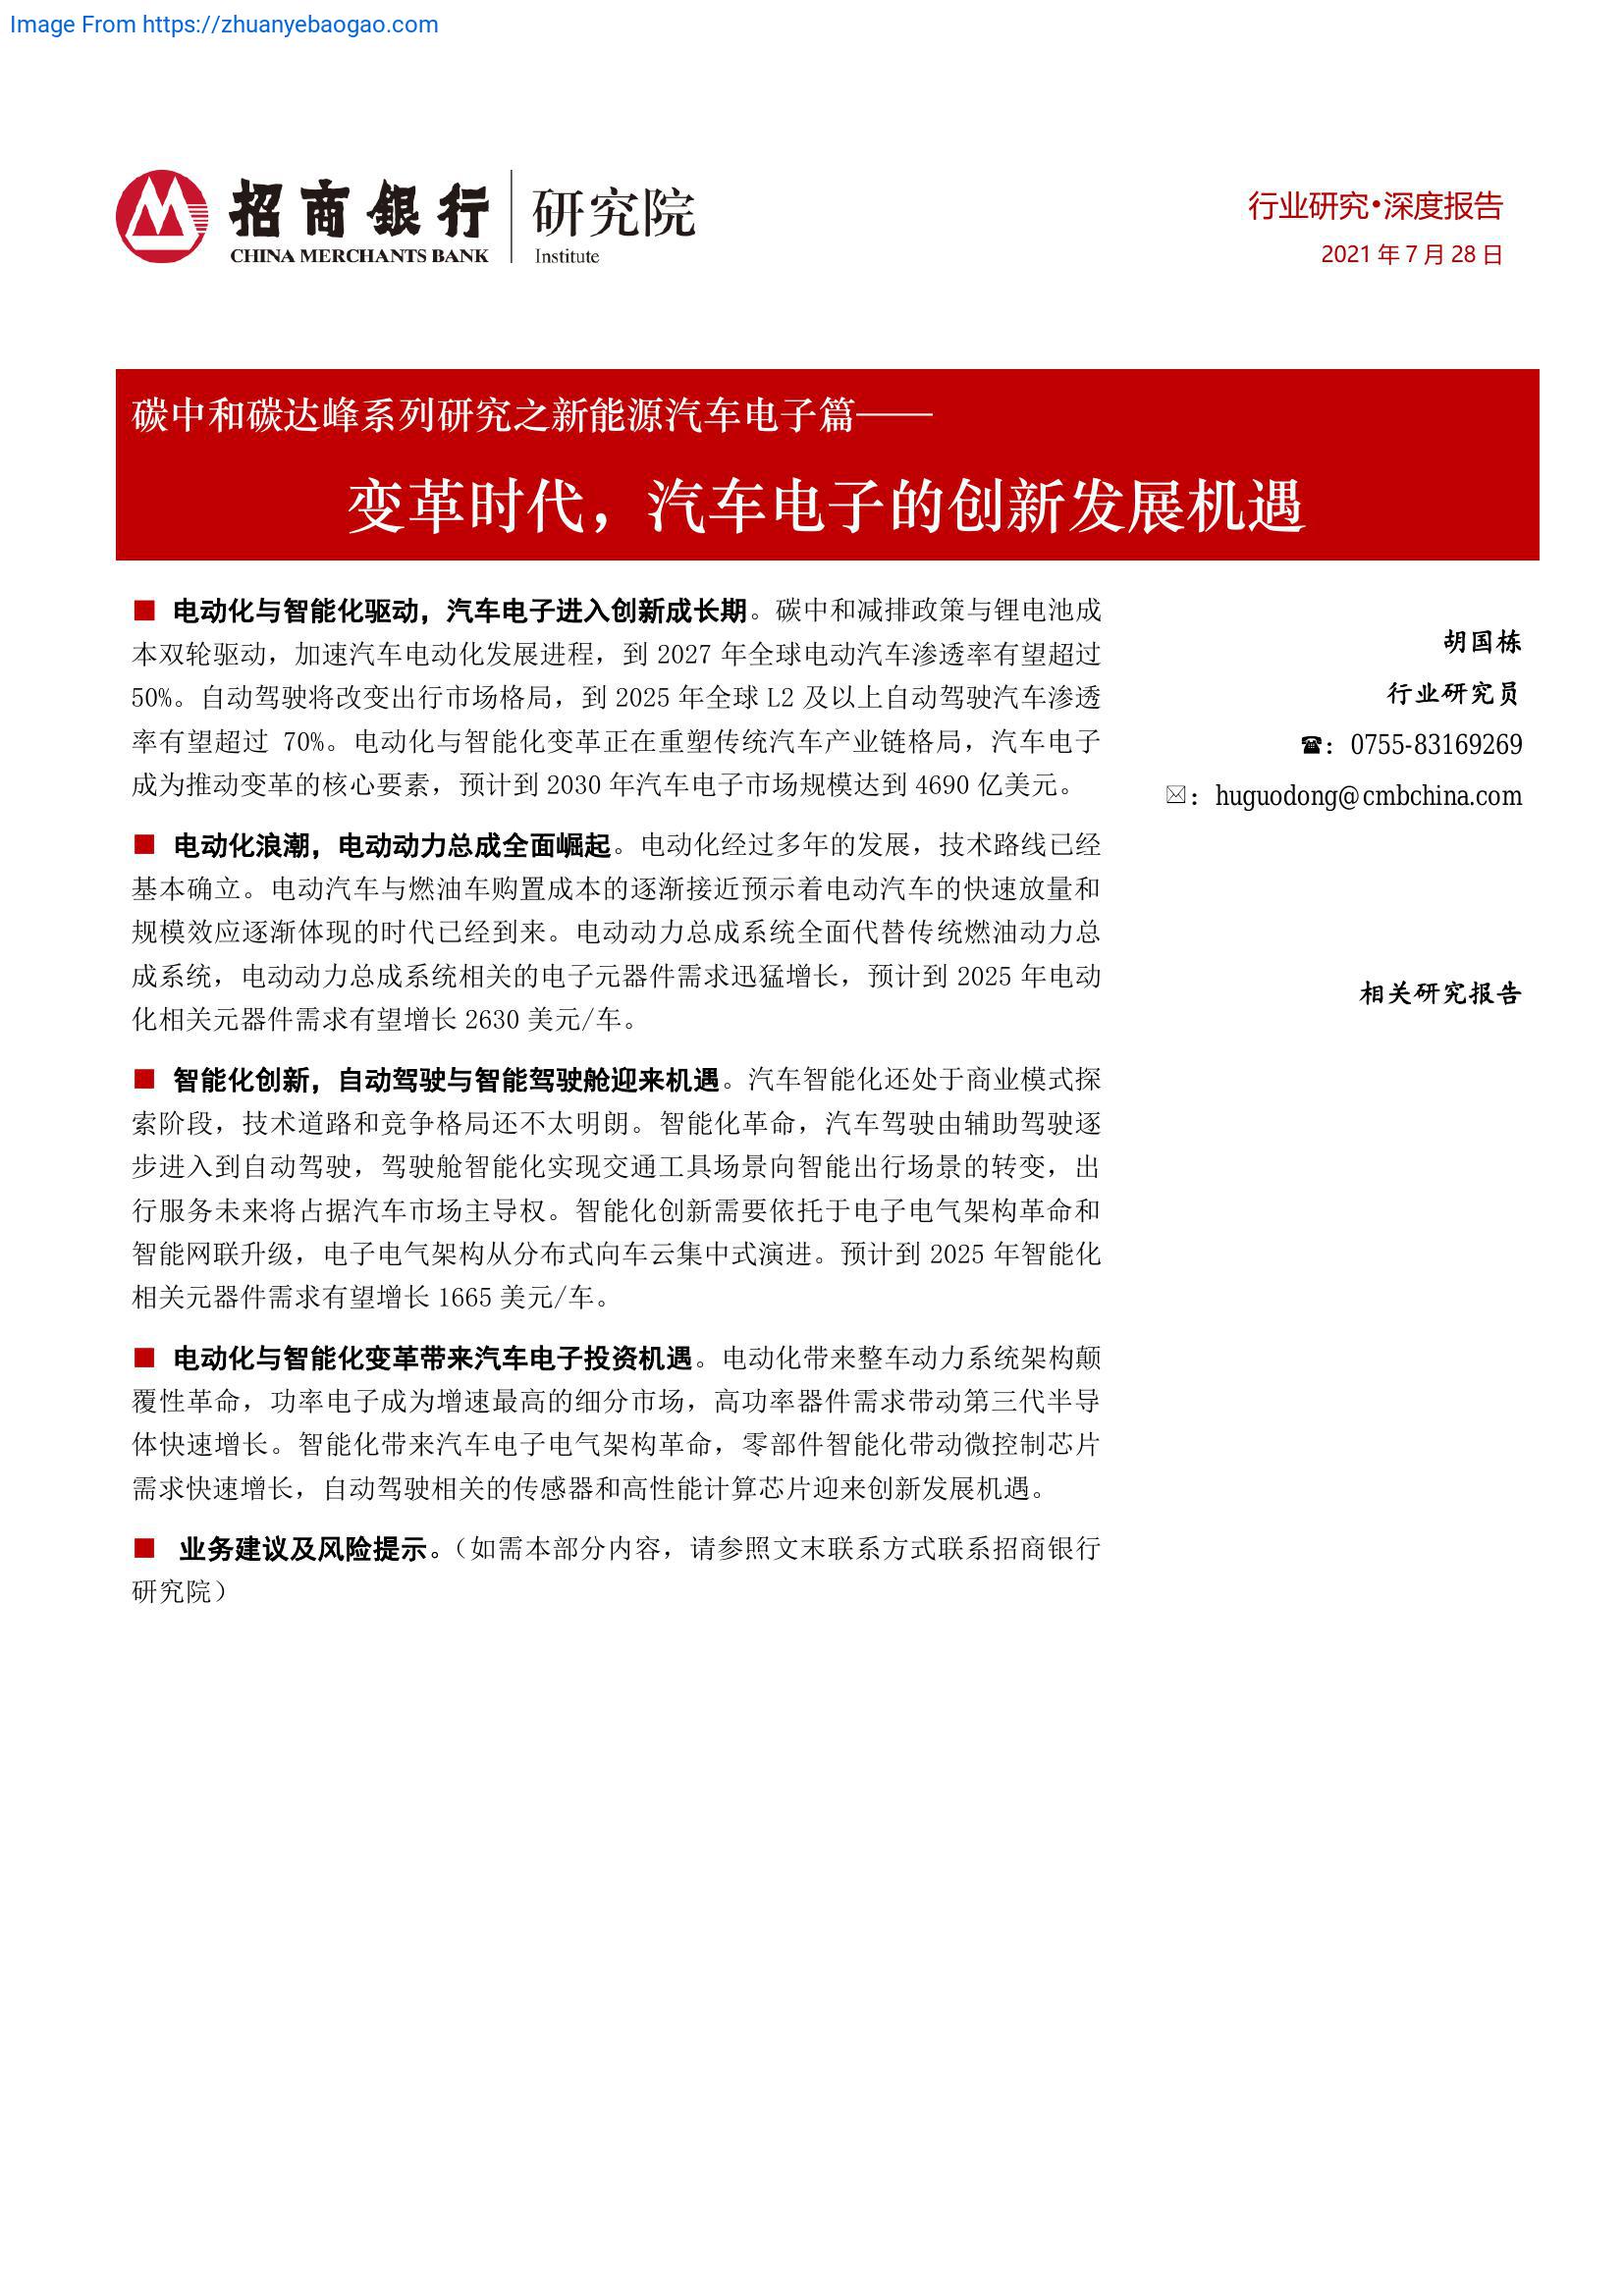 Image From https://zhuanyebaogao.com
招商銀行
CHINA MERCHANTS BANK
研究院
Institute
行业研究•深度报告
2021 年 7 月 28 日
碳中和碳达峰系列研究之新能源汽车电子篇——
变革时代，汽车电子的创新发展机遇
■ 电动化与智能化驱动，汽车电子进入创新成长期。碳中和减排政策与锂电池成
本双轮驱动，加速汽车电动化发展进程，到 2027 年全球电动汽车渗透率有望超过
50%。自动驾驶将改变出行市场格局，到 2025 年全球 L2 及以上自动驾驶汽车渗透
率有望超过 70%。电动化与智能化变革正在重塑传统汽车产业链格局，汽车电子
成为推动变革的核心要素，预计到 2030 年汽车电子市场规模达到 4690 亿美元。
■ 电动化浪潮，电动动力总成全面崛起。电动化经过多年的发展，技术路线已经
基本确立。电动汽车与燃油车购置成本的逐渐接近预示着电动汽车的快速放量和
规模效应逐渐体现的时代已经到来。电动动力总成系统全面代替传统燃油动力总
成系统，电动动力总成系统相关的电子元器件需求迅猛增长，预计到 2025 年电动
化相关元器件需求有望增长 2630 美元/车。
■ 智能化创新，自动驾驶与智能驾驶舱迎来机遇。汽车智能化还处于商业模式探
索阶段，技术道路和竞争格局还不太明朗。智能化革命，汽车驾驶由辅助驾驶逐
步进入到自动驾驶，驾驶舱智能化实现交通工具场景向智能出行场景的转变，出
行服务未来将占据汽车市场主导权。智能化创新需要依托于电子电气架构革命和
智能网联升级，电子电气架构从分布式向车云集中式演进。预计到 2025 年智能化
相关元器件需求有望增长 1665 美元/车。
■ 电动化与智能化变革带来汽车电子投资机遇。电动化带来整车动力系统架构颠
覆性革命，功率电子成为增速最高的细分市场，高功率器件需求带动第三代半导
体快速增长。智能化带来汽车电子电气架构革命，零部件智能化带动微控制芯片
需求快速增长，自动驾驶相关的传感器和高性能计算芯片迎来创新发展机遇。
■ 业务建议及风险提示。（如需本部分内容，请参照文末联系方式联系招商银行
研究院）
胡国栋
行业研究员
☎：0755-83169269
✉：huguodong@cmbchina.com
相关研究报告